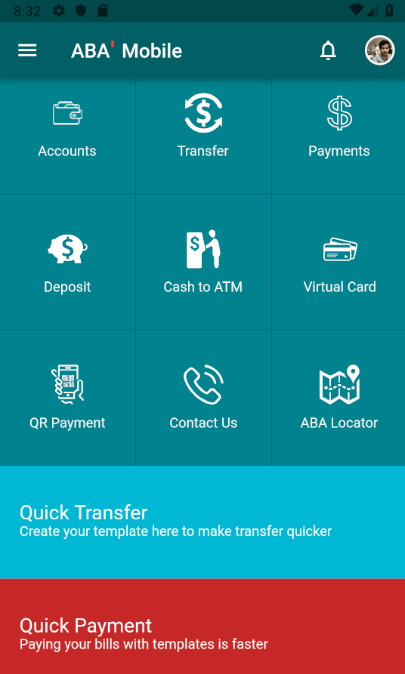 8:32
ABA' Mobile
Accounts
Transfer
Payments
Deposit
Cash to ATM
Virtual Card
QR Payment
Contact Us
ABA Locator
Quick Transfer
Create your template here to make transfer quicker
Quick Payment
Paying your bills with templates is faster